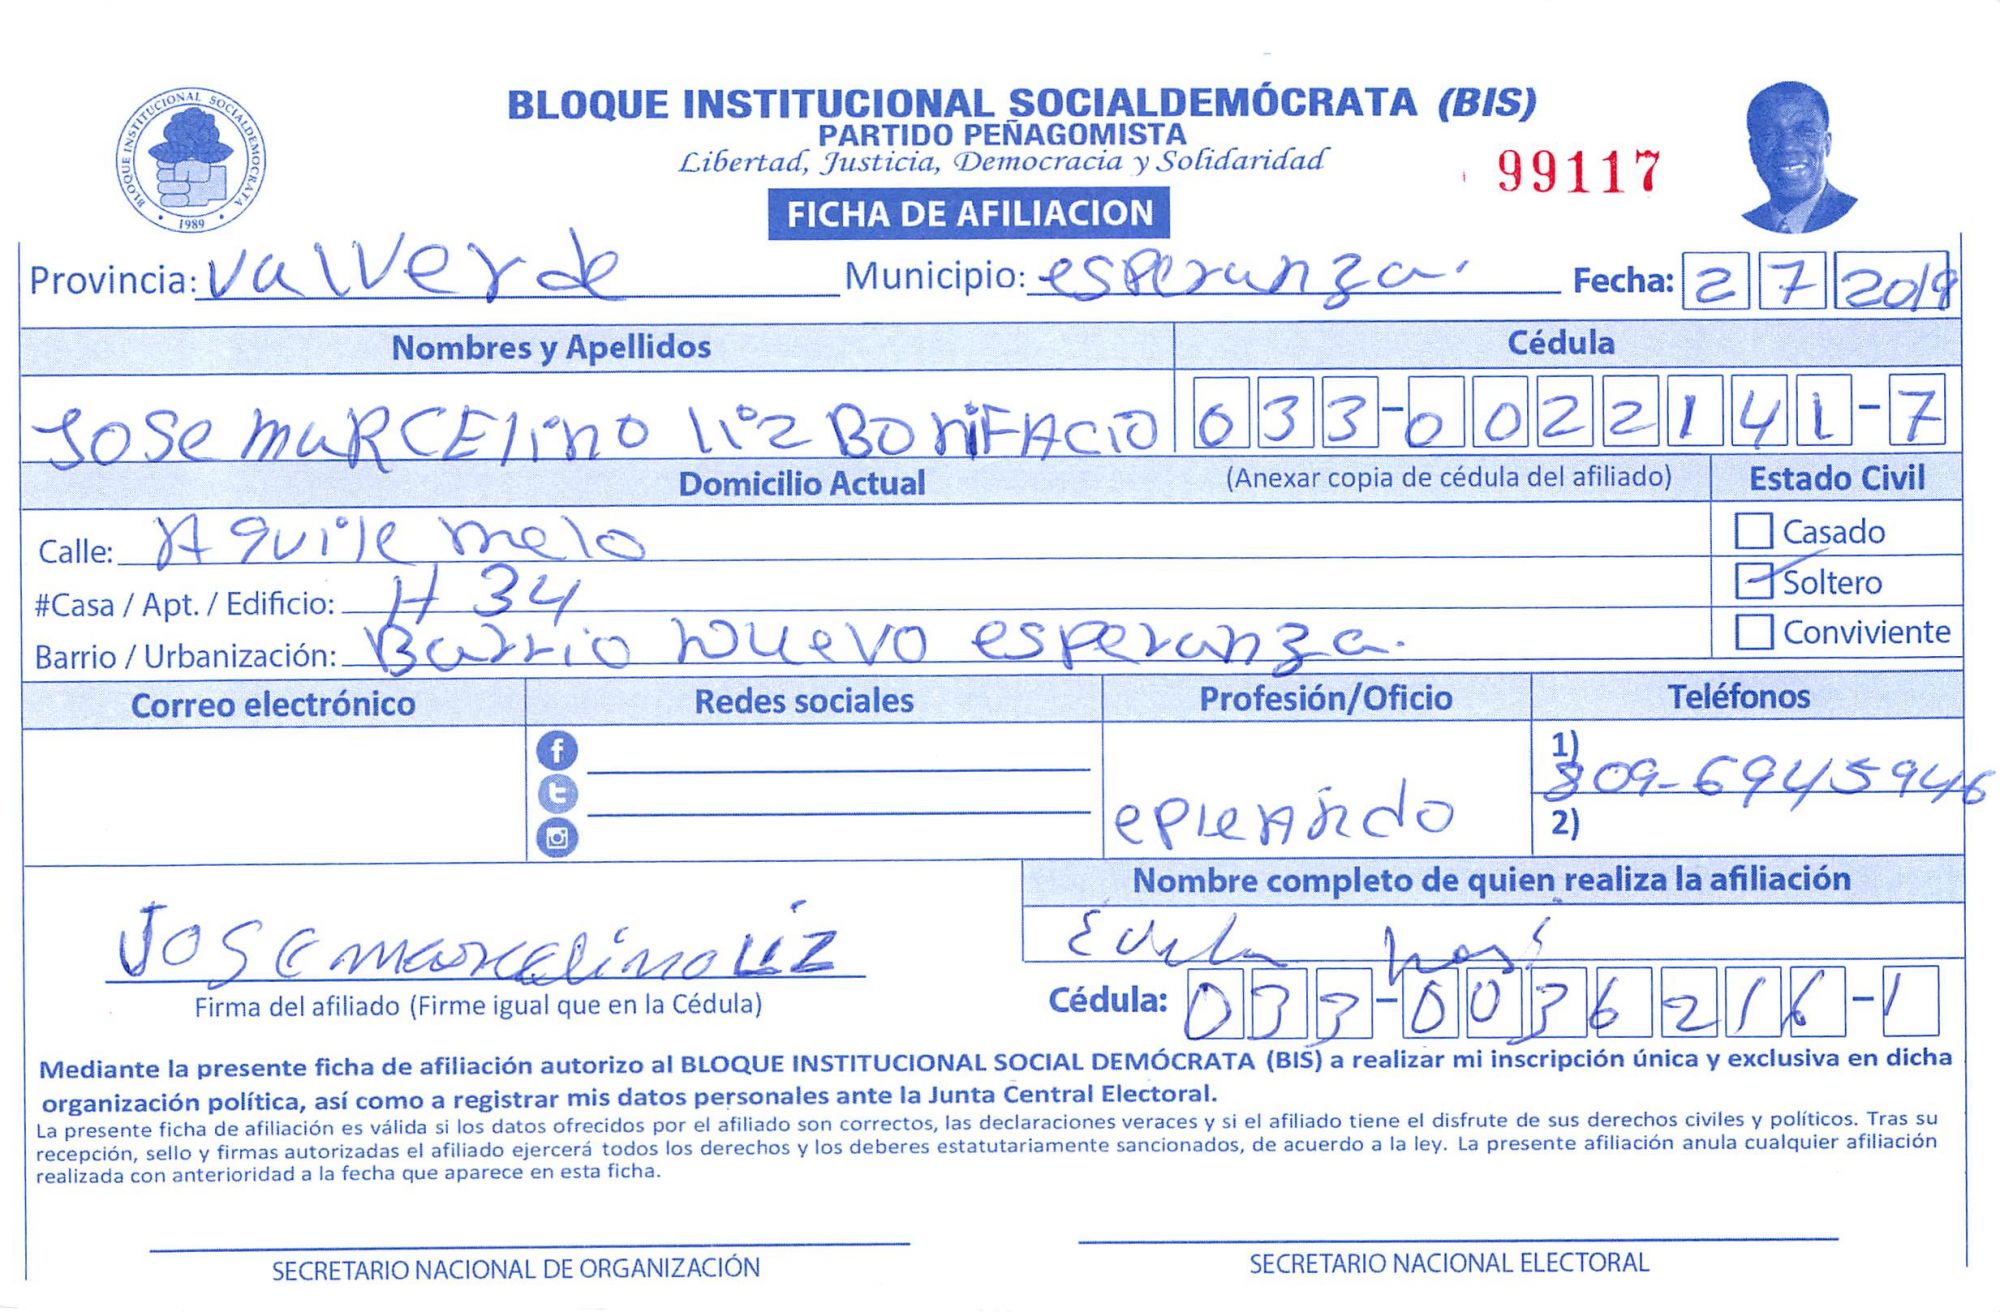 BLOQUE INSTITUCIONAL SOCIALDEMOCRATA
1989
BLOQUE INSTITUCIONAL SOCIALDEMÓCRATA (BIS)
PARTIDO PEÑAGOMISTA
Libertad, Justicia, Democracia y Solidaridad
99117
FICHA DE AFILIACION
Provincia: Valverde Municipio: esperanza. Fecha: 2 7 2019
Nombres y Apellidos Cédula
JOSe MaRCELiNO liz BONiFACIO 033-0022141-7
Domicilio Actual (Anexar copia de cédula del afiliado) Estado Civil
Calle: Aquile melo Casado
#Casa / Apt. / Edificio: # 34 Soltero
Barrio / Urbanización: Barrio Nuevo esperanza. Conviviente
Correo electrónico Redes sociales Profesión/Oficio Teléfonos
1) 809-6945946
epleando
2)
Nombre completo de quien realiza la afiliación
Jose marcelino LiZ
Firma del afiliado (Firme igual que en la Cédula) Cédula: 033-0036216-1
Mediante la presente ficha de afiliación autorizo al BLOQUE INSTITUCIONAL SOCIAL DEMÓCRATA (BIS) a realizar mi inscripción única y exclusiva en dicha
organización política, así como a registrar mis datos personales ante la Junta Central Electoral.
La presente ficha de afiliación es válida si los datos ofrecidos por el afiliado son correctos, las declaraciones veraces y si el afiliado tiene el disfrute de sus derechos civiles y políticos. Tras su
recepción, sello y firmas autorizadas el afiliado ejercerá todos los derechos y los deberes estatutariamente sancionados, de acuerdo a la ley. La presente afiliación anula cualquier afiliación
realizada con anterioridad a la fecha que aparece en esta ficha.
SECRETARIO NACIONAL DE ORGANIZACIÓN SECRETARIO NACIONAL ELECTORAL